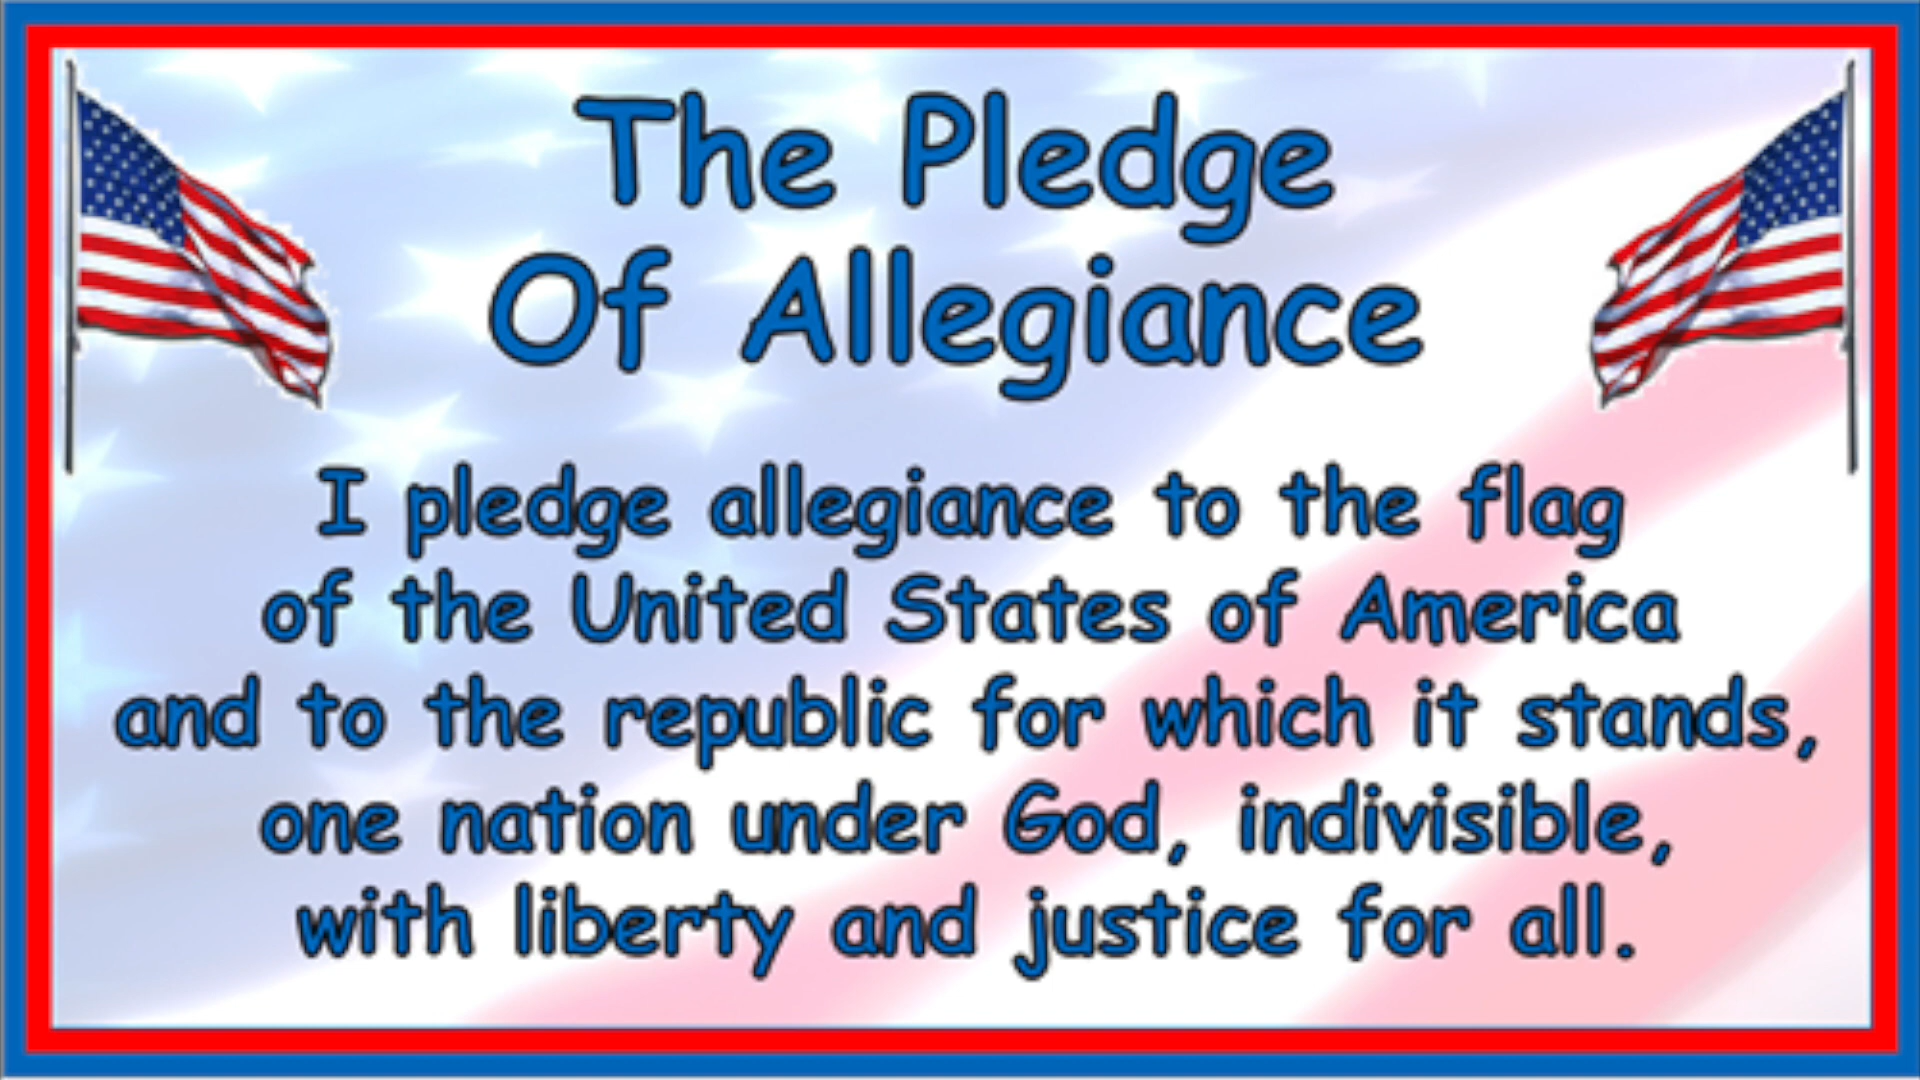 The Pledge
Of Allegiance
I pledge allegiance to the flag
of the United States of America
and to the republic for which it stands,
one nation under God, indivisible,
with liberty and justice for all.